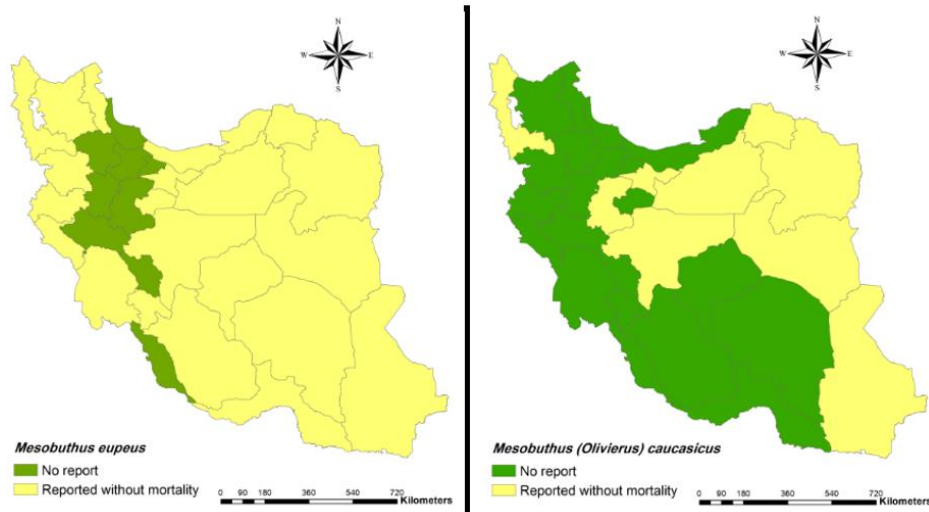 N
W E
S
Mesobuthus eupeus
No report
Reported without mortality
0 90 180 360 540 720
Kilometers
N
W E
S
Mesobuthus (Olivierus) caucasicus
No report
Reported without mortality
0 90 180 360 540 720
Kilometers